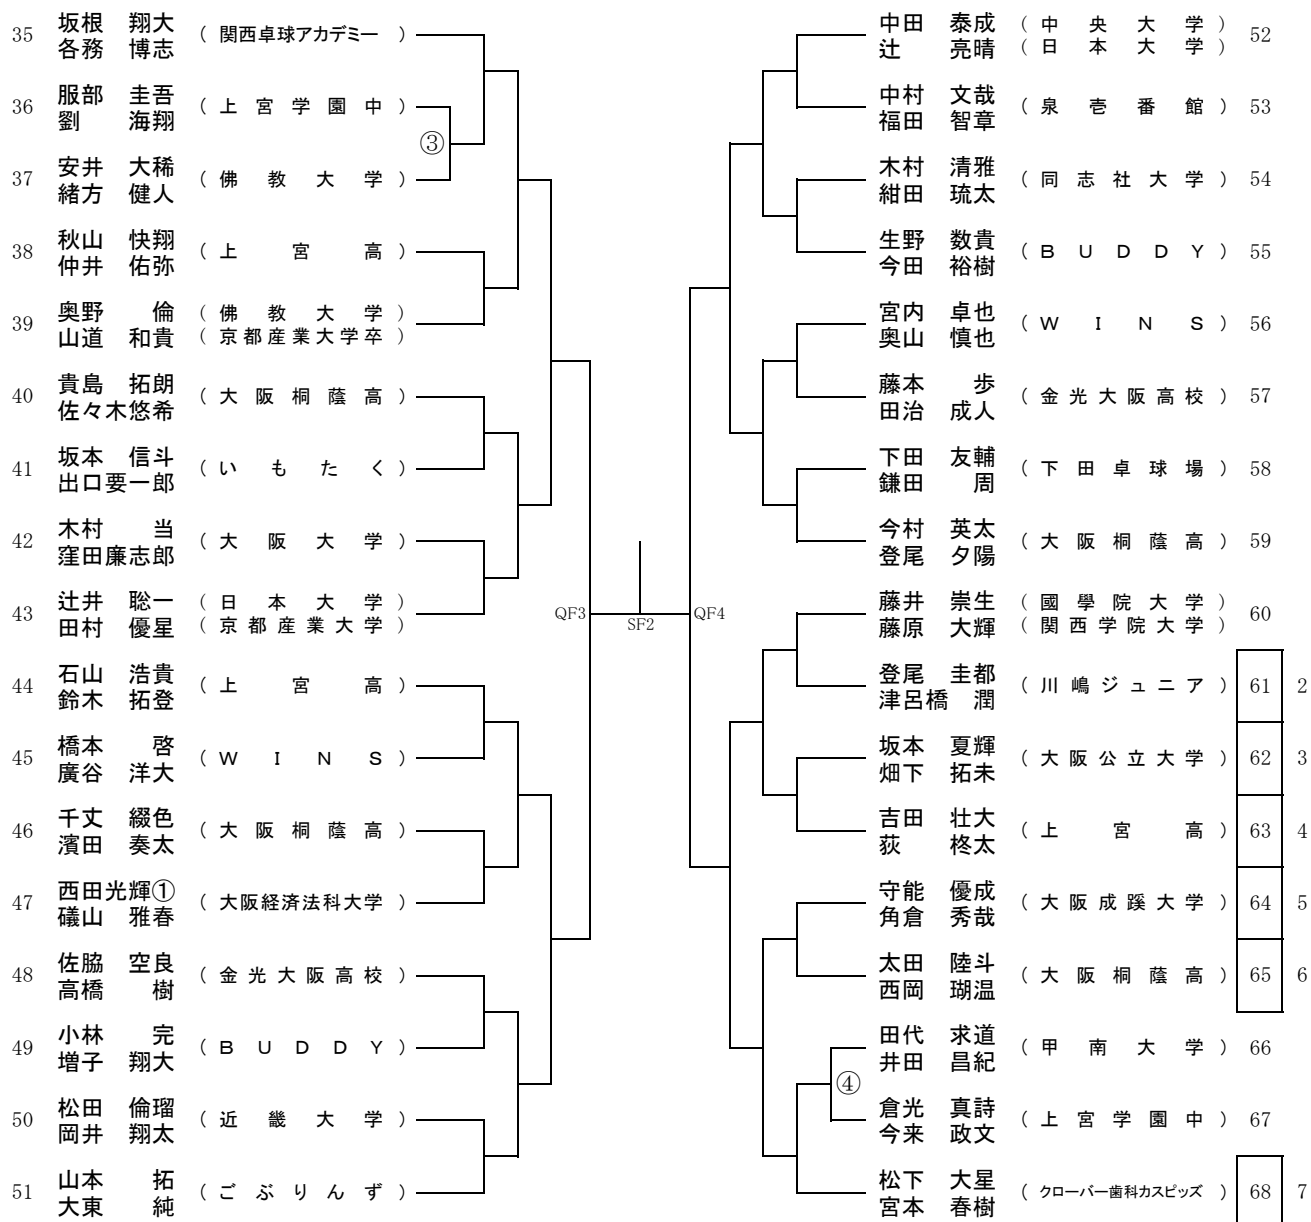 35 坂根 翔大 各務 博志 (関西卓球アカデミー)
36 服部 圭吾 劉 海翔 (上宮学園中)
③
37 安井 大稀 緒方 健人 (佛教大学)
38 秋山 快翔 仲井 佑弥 (上宮高)
39 奥野 倫 (佛教大学) 山道 和貴 (京都産業大学卒)
40 貴島 拓朗 佐々木悠希 (大阪桐蔭高)
41 坂本 信斗 出口要一郎 (いもたく)
42 木村 当 窪田廉志郎 (大阪大学)
43 辻井 聡一 (日本大学) 田村 優星 (京都産業大学)
44 石山 浩貴 鈴木 拓登 (上宮高)
45 橋本 啓 廣谷 洋大 (WINS)
46 千丈 綴色 濱田 奏太 (大阪桐蔭高)
47 西田光輝① 礒山 雅春 (大阪経済法科大学)
48 佐脇 空良 高橋 樹 (金光大阪高校)
49 小林 完 増子 翔大 (BUDDY)
50 松田 倫瑠 岡井 翔太 (近畿大学)
51 山本 拓 大東 純 (ごぶりんず)
QF3
SF2
QF4
中田 泰成 (中央大学) 辻 亮晴 (日本大学) 52
中村 文哉 福田 智章 (泉壱番館) 53
木村 清雅 紺田 琉太 (同志社大学) 54
生野 数貴 今田 裕樹 (BUDDY) 55
宮内 卓也 奥山 慎也 (WINS) 56
藤本 歩 田治 成人 (金光大阪高校) 57
下田 友輔 鎌田 周 (下田卓球場) 58
今村 英太 登尾 夕陽 (大阪桐蔭高) 59
藤井 崇生 (國學院大学) 藤原 大輝 (関西学院大学) 60
登尾 圭都 津呂橋 潤 (川嶋ジュニア) 61 2
坂本 夏輝 畑下 拓未 (大阪公立大学) 62 3
吉田 壮大 荻 柊太 (上宮高) 63 4
守能 優成 角倉 秀哉 (大阪成蹊大学) 64 5
太田 陸斗 西岡 瑚温 (大阪桐蔭高) 65 6
田代 求道 井田 昌紀 (甲南大学) 66
④
倉光 真詩 今来 政文 (上宮学園中) 67
松下 大星 宮本 春樹 (クローバー歯科カスピッズ) 68 7